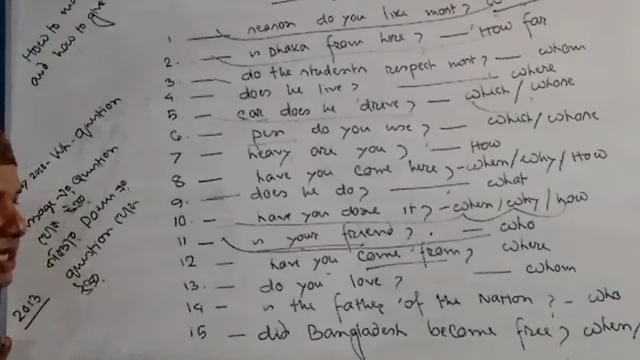 How to
and how to give
1 — season do you like most?
2. — is Dhaka from here? — How far
3 — do the students respect most? — whom
4 — does he live? — where
5 — car does he drive? — which/whose
6 — pen do you use? — which/whose
7 — heavy are you? — How
8 — have you come here? - when/why/How
9. — does he do? — what
10. — have you done it? - when/why/how
11 — is your friend? . — who
12 — have you come from? where
13. — do you love? — whom
14 — is the father of the Nation? - who
15 — did Bangladesh become free? when/
Wh-question
question
question
2013